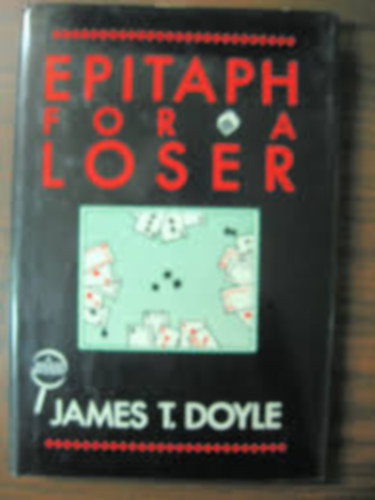 EPITAPH
FOR A
LOSER
JAMES T. DOYLE